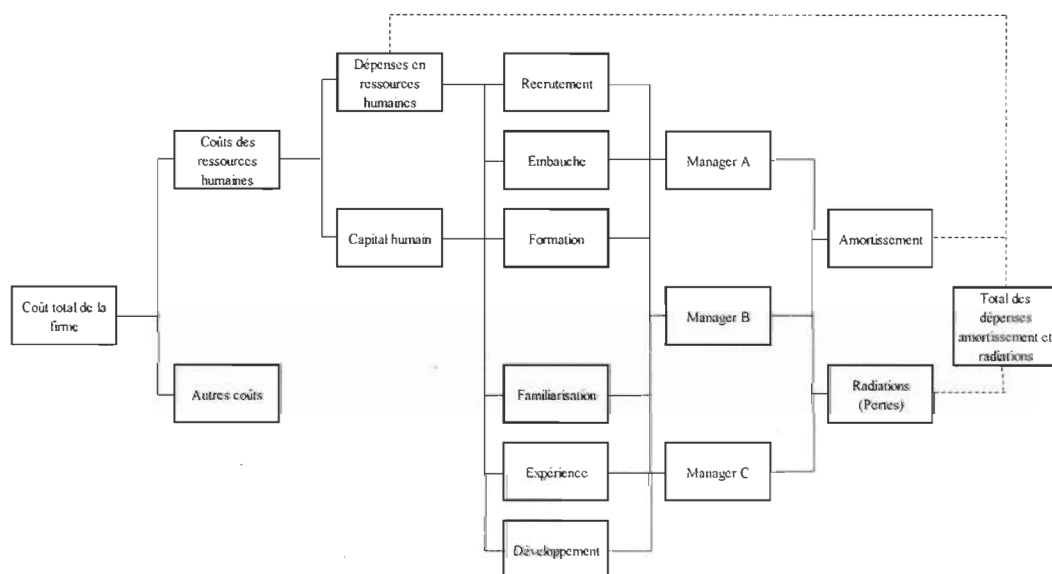 Dépenses en
ressources
humaines
Recrutement
Coûts des
ressources
humaines
Embauche
Manager A
Capital humain
Formation
Amortissement
Coût total de la
firme
Manager B
Total des
dépenses
amortissement et
radiations
Autres coûts
Familiarisation
Radiations
(Pertes)
Expérience
Manager C
Développement